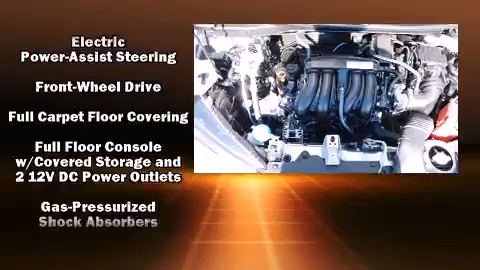 Electric
Power-Assist Steering
Front-Wheel Drive
Full Carpet Floor Covering
Full Floor Console
w/Covered Storage and
2 12V DC Power Outlets
Gas-Pressurized
Shock Absorbers